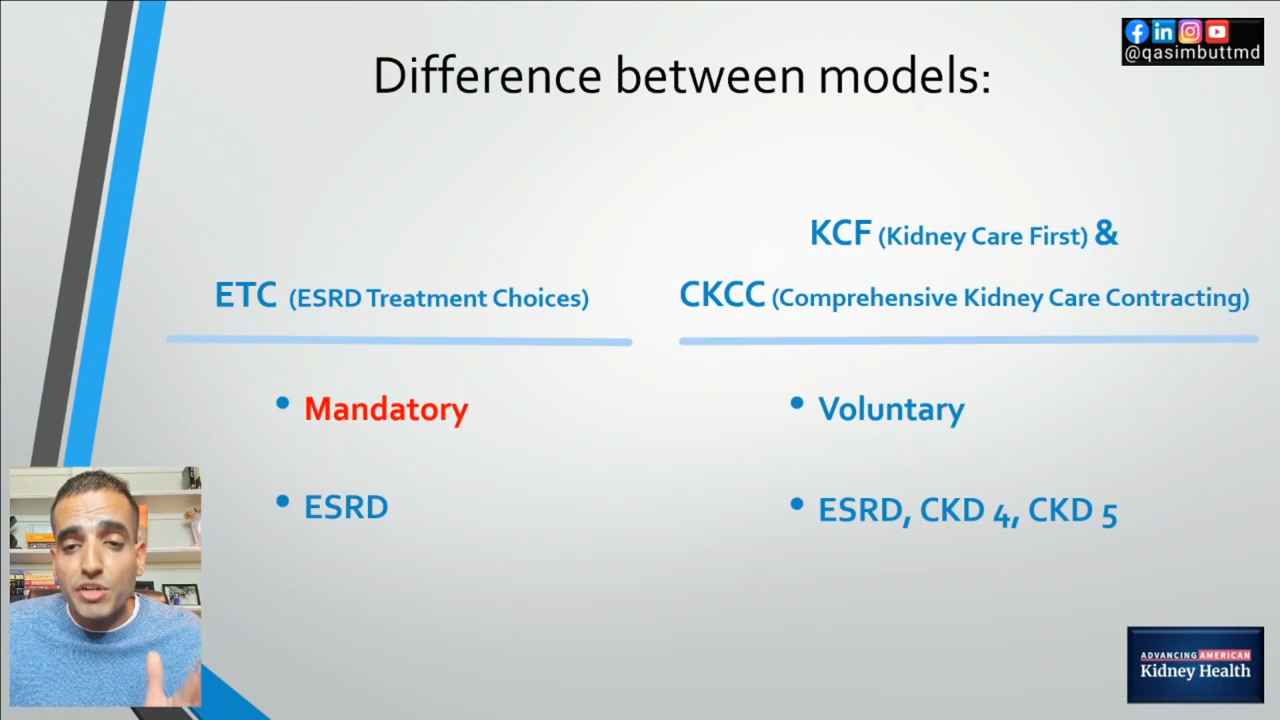 @qasimbuttmd
Difference between models:
ETC (ESRD Treatment Choices)
• Mandatory
• ESRD
KCF (Kidney Care First) &
CKCC (Comprehensive Kidney Care Contracting)
• Voluntary
• ESRD, CKD 4, CKD 5
ADVANCING AMERICAN
Kidney Health